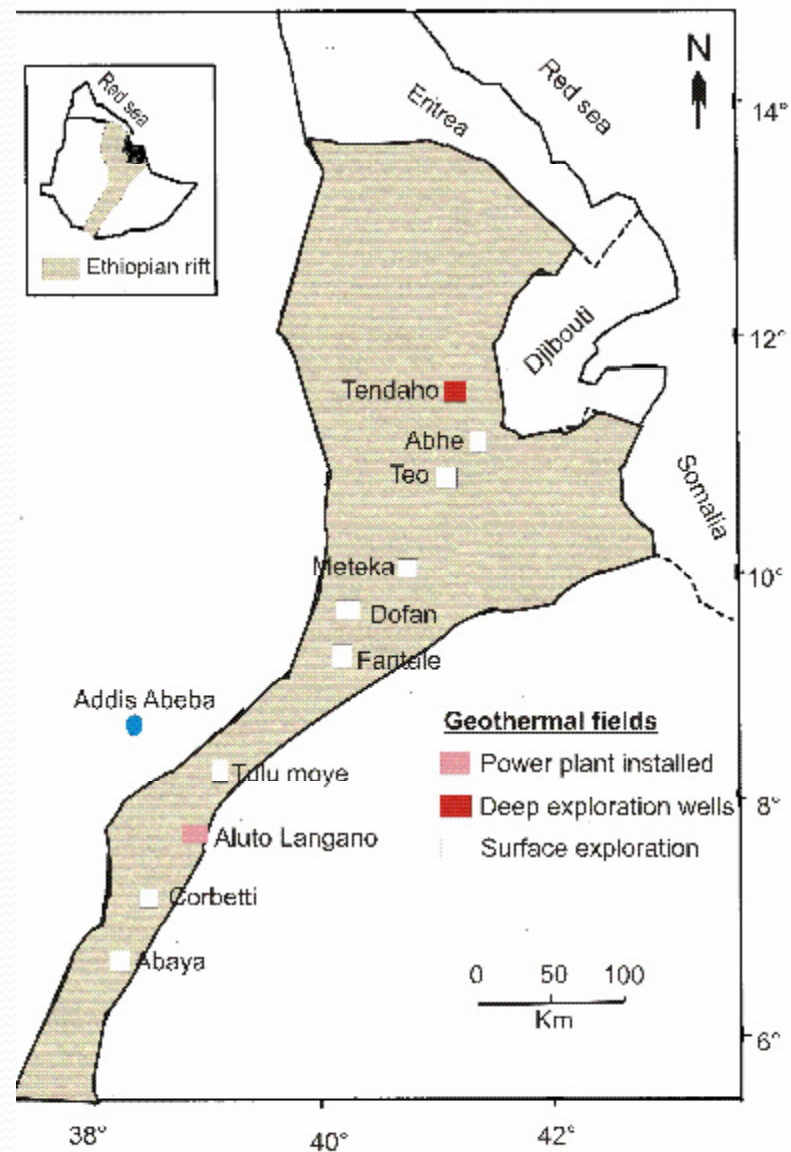 N
Red sea
Eritrea
Red sea
14°
Ethiopian rift
12°
Djibouti
Tendaho
Abhe
Teo
Somalia
Meteka
10°
Dofan
Fantale
Addis Abeba
Geothermal fields
Tulu moye
Power plant installed
8°
Deep exploration wells
Aluto Langano
Surface exploration
Corbetti
Abaya
0 50 100
Km
6°
38° 40° 42°